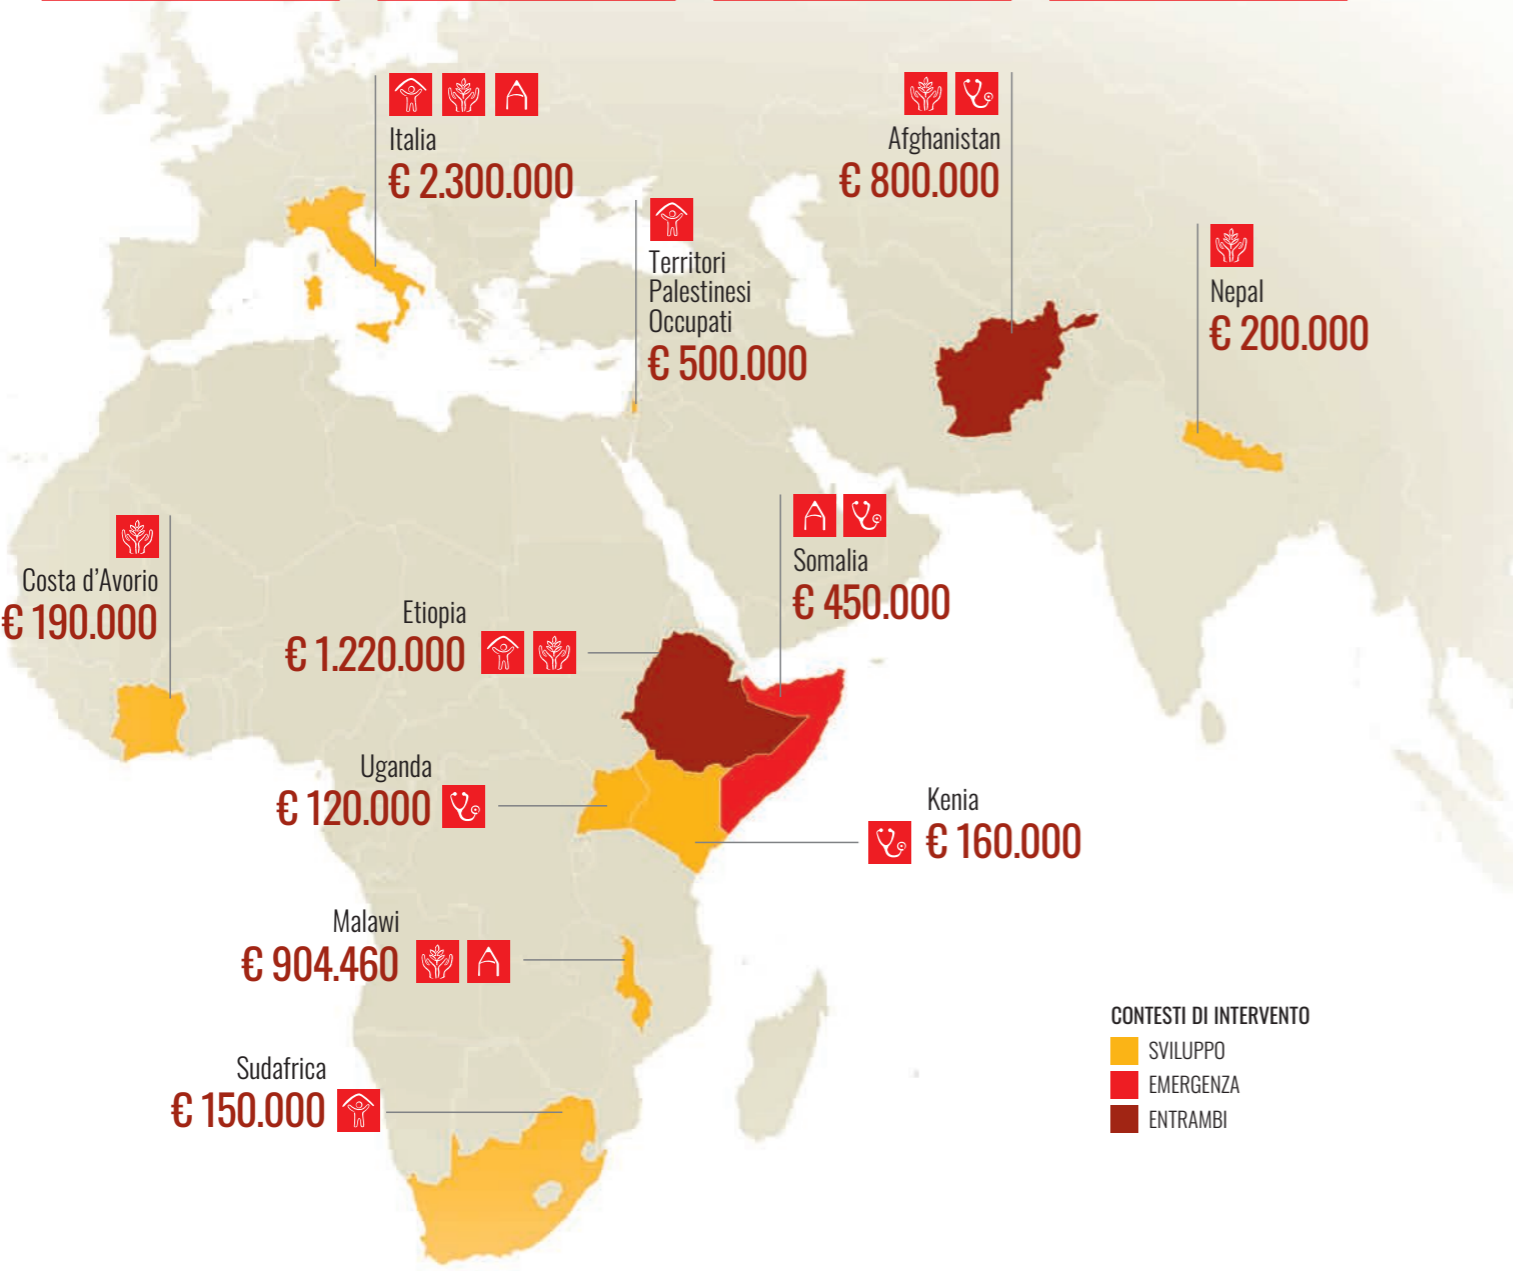 Italia
€ 2.300.000
Afghanistan
€ 800.000
Territori
Palestinesi
Occupati
€ 500.000
Nepal
€ 200.000
Costa d’Avorio
€ 190.000
Somalia
€ 450.000
Etiopia
€ 1.220.000
Uganda
€ 120.000
Kenia
€ 160.000
Malawi
€ 904.460
Sudafrica
€ 150.000
CONTESTI DI INTERVENTO
SVILUPPO
EMERGENZA
ENTRAMBI